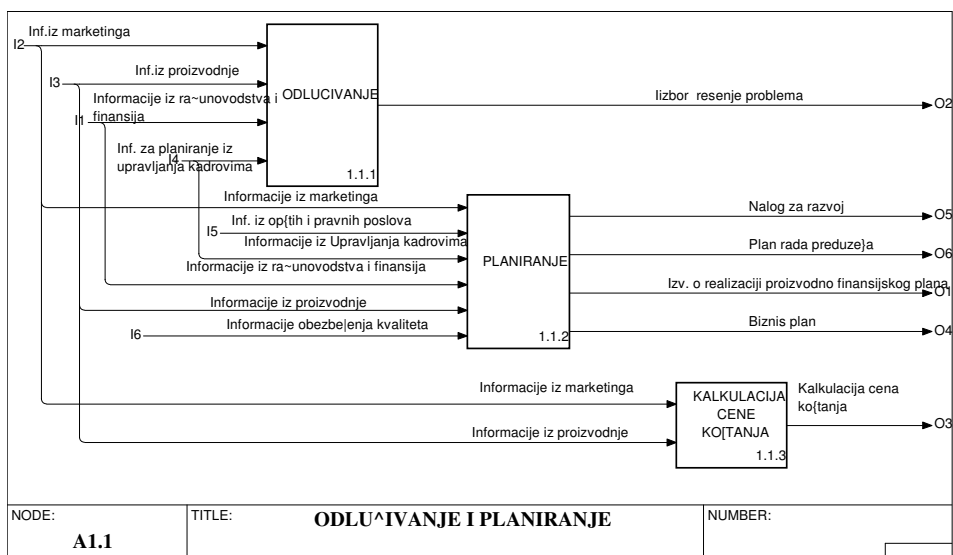 Inf.iz marketinga
I2
Inf.iz proizvodnje
I3
ODLUCIVANJE
Informacije iz ra~unovodstva i
finansija
I1
Iizbor resenje problema
O2
Inf. za planiranje iz
I4
upravljanja kadrovima
1.1.1
Informacije iz marketinga
Nalog za razvoj
O5
Inf. iz op{tih i pravnih poslova
I5
Informacije iz Upravljanja kadrovima
Plan rada preduze}a
O6
PLANIRANJE
Informacije iz ra~unovodstva i finansija
Izv. o realizaciji proizvodno finansijskog plana
O1
Informacije iz proizvodnje
Informacije obezbe|enja kvaliteta
I6
Biznis plan
O4
1.1.2
Informacije iz marketinga
KALKULACIJA
CENE
KO[TANJA
Kalkulacija cena
ko{tanja
O3
Informacije iz proizvodnje
1.1.3
NODE:
A1.1
TITLE:
ODLU^IVANJE I PLANIRANJE
NUMBER: